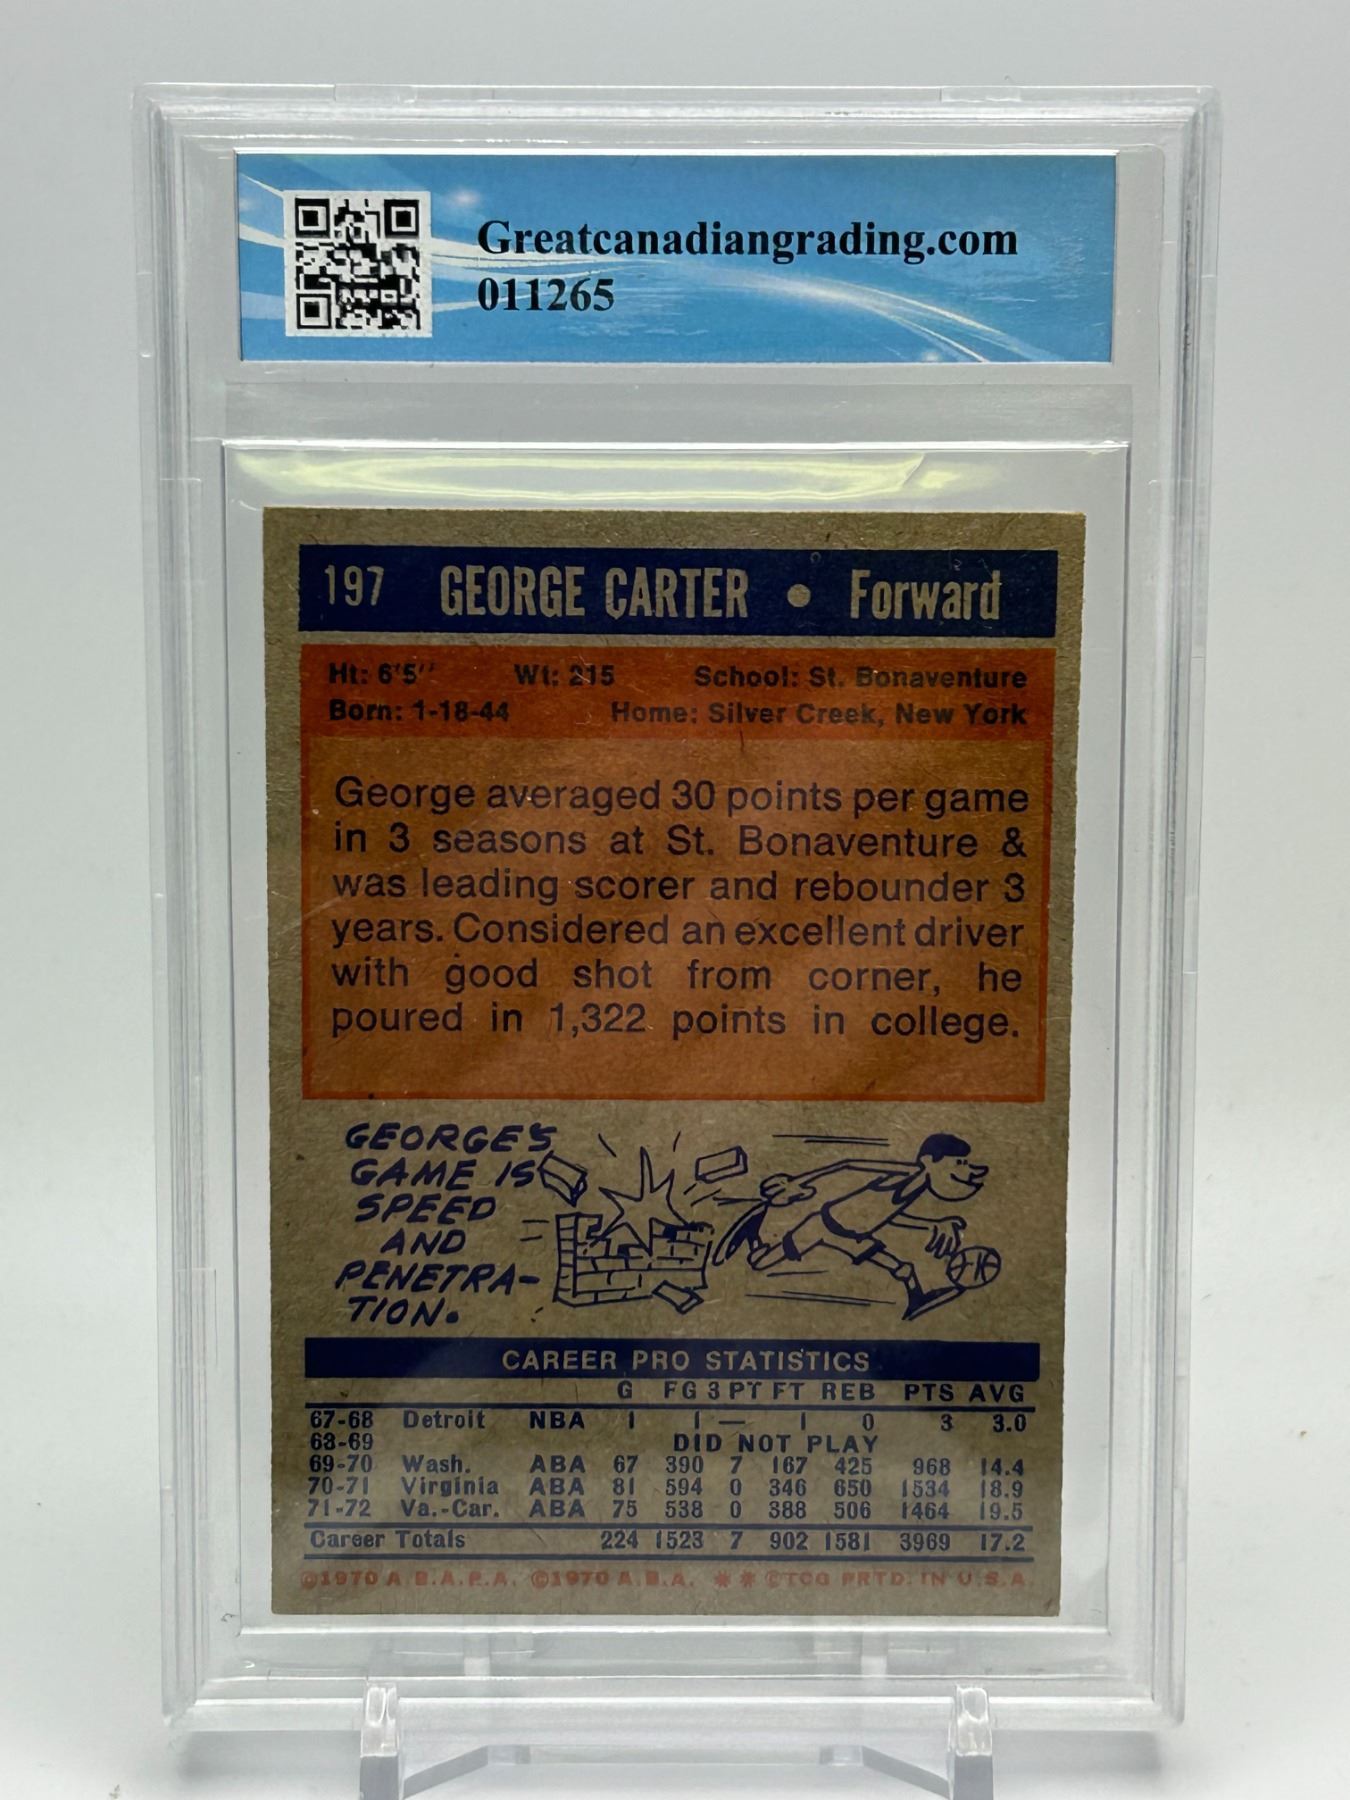 Greatcanadiangrading.com
011265
197 GEORGE CARTER • Forward
Ht: 6'5'' Wt: 215 School: St. Bonaventure
Born: 1-18-44 Home: Silver Creek, New York
George averaged 30 points per game
in 3 seasons at St. Bonaventure &
was leading scorer and rebounder 3
years. Considered an excellent driver
with good shot from corner, he
poured in 1,322 points in college.
GEORGE'S
GAME IS
SPEED
AND
PENETRA-
TION.
CAREER PRO STATISTICS
G FG 3PT FT REB PTS AVG
67-68 Detroit NBA 1 1 — 1 0 3 3.0
68-69 DID NOT PLAY
69-70 Wash. ABA 67 390 7 167 425 968 14.4
70-71 Virginia ABA 81 594 0 346 650 1534 18.9
71-72 Va.-Car. ABA 75 538 0 388 506 1464 19.5
Career Totals 224 1523 7 902 1581 3969 17.2
©1970 A.B.A.P.A. ©1970 A.B.A. ** ©TCG PRTD. IN U.S.A.